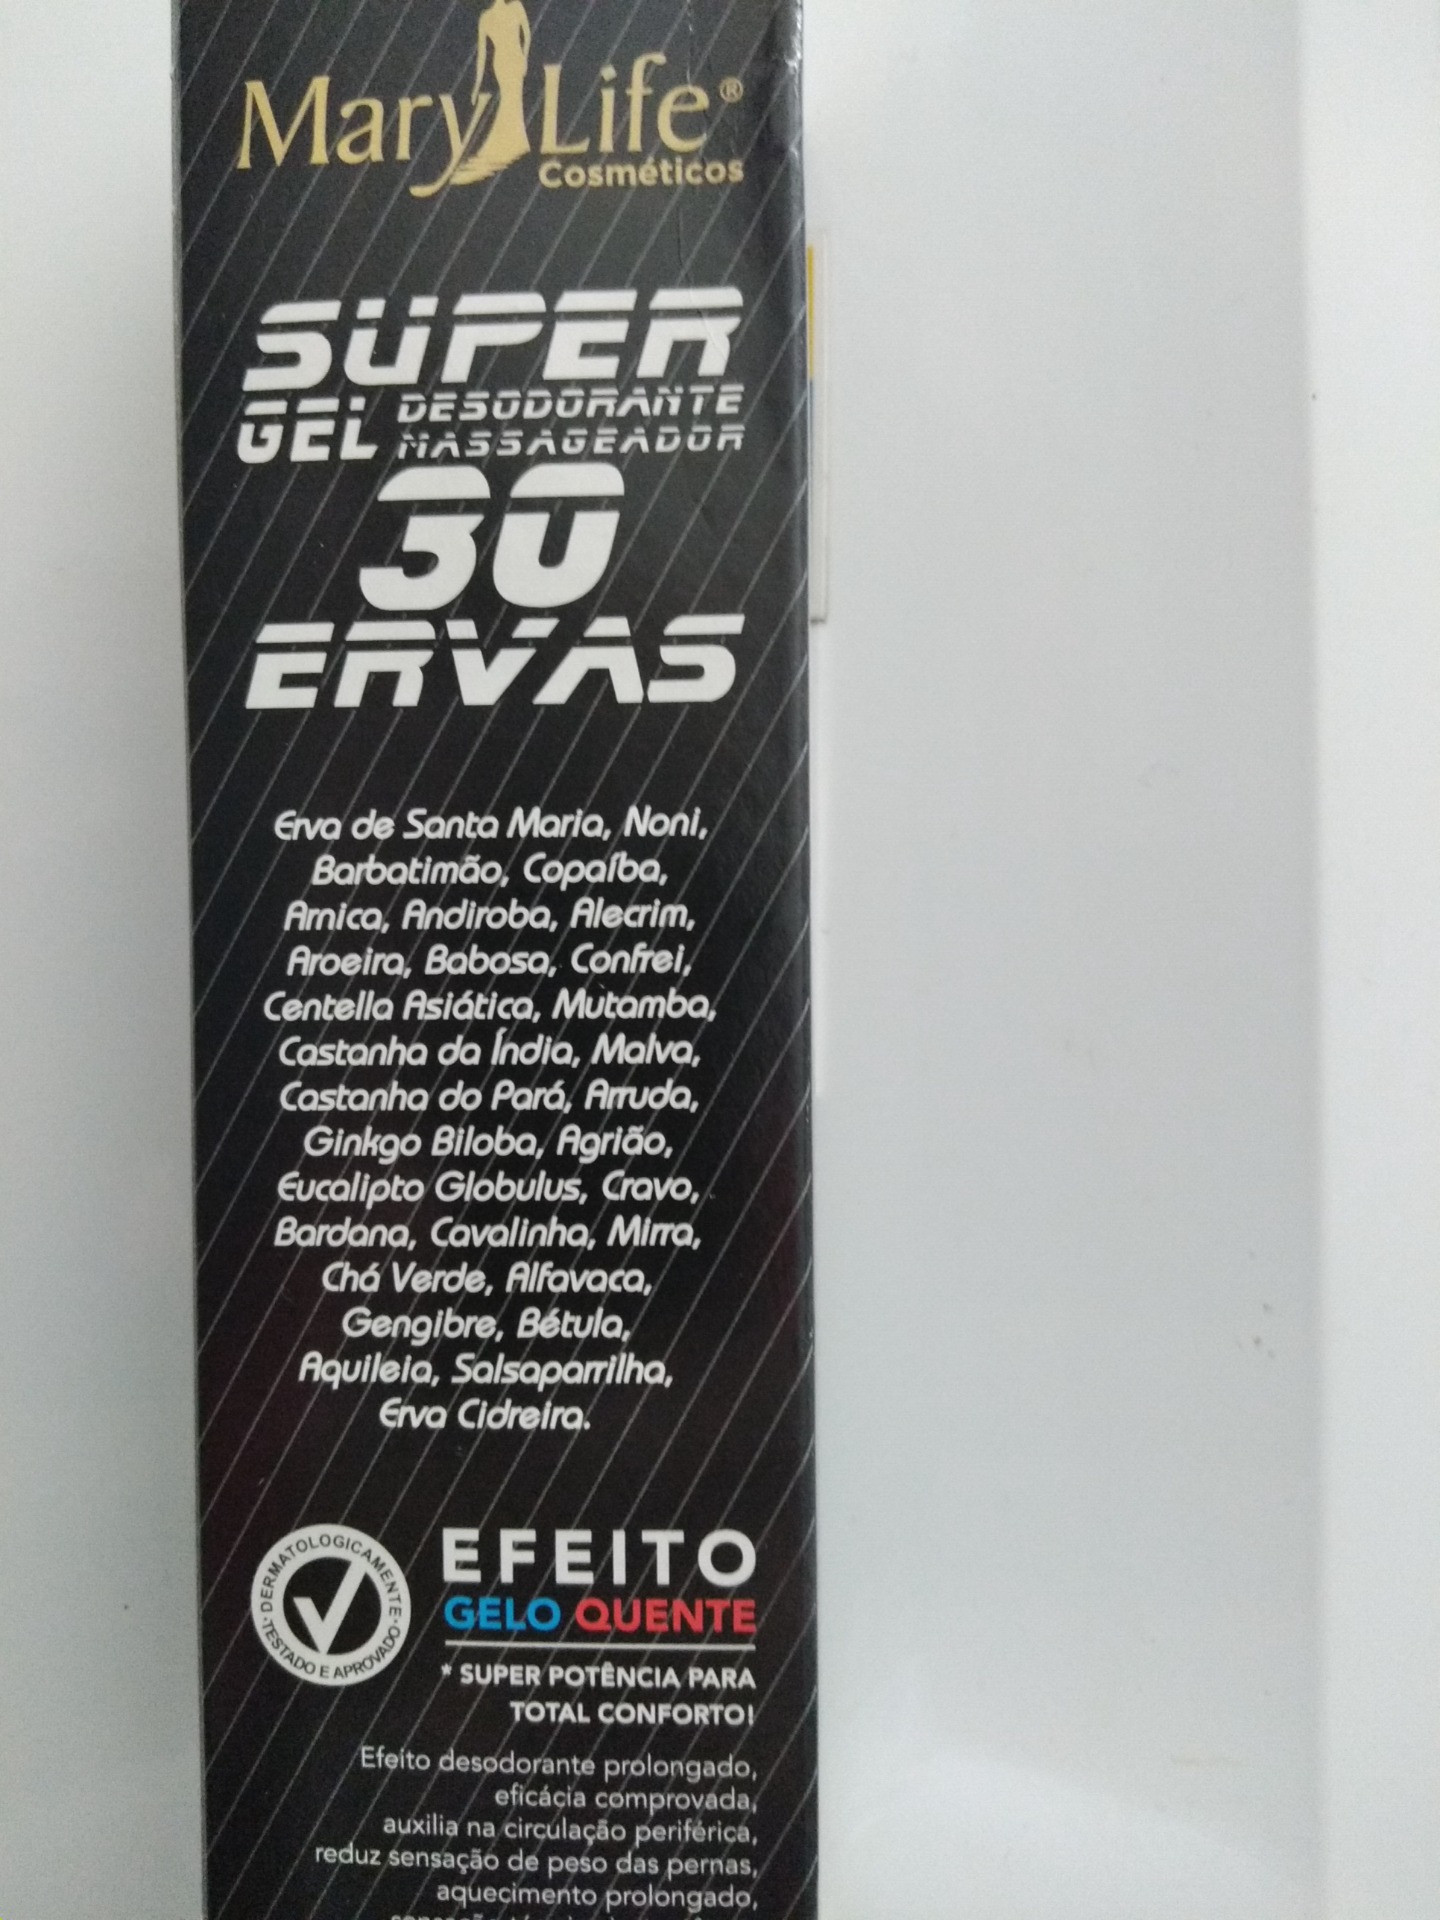 Mary Life®
Cosméticos
SUPER
GEL DESODORANTE
MASSAGEADOR
30
ERVAS
Erva de Santa Maria, Noni,
Barbatimão, Copaíba,
Arnica, Andiroba, Alecrim,
Aroeira, Babosa, Confrei,
Centella Asiática, Mutamba,
Castanha da Índia, Malva,
Castanha do Pará, Arruda,
Ginkgo Biloba, Agrião,
Eucalipto Globulus, Cravo,
Bardana, Cavalinha, Mirra,
Chá Verde, Alfavaca,
Gengibre, Bétula,
Aquileia, Salsaparrilha,
Erva Cidreira.
DERMATOLOGICAMENTE
TESTADO E APROVADO
EFEITO
GELO QUENTE
* SUPER POTÊNCIA PARA
TOTAL CONFORTO!
Efeito desodorante prolongado,
eficácia comprovada,
auxilia na circulação periférica,
reduz sensação de peso das pernas,
aquecimento prolongado,